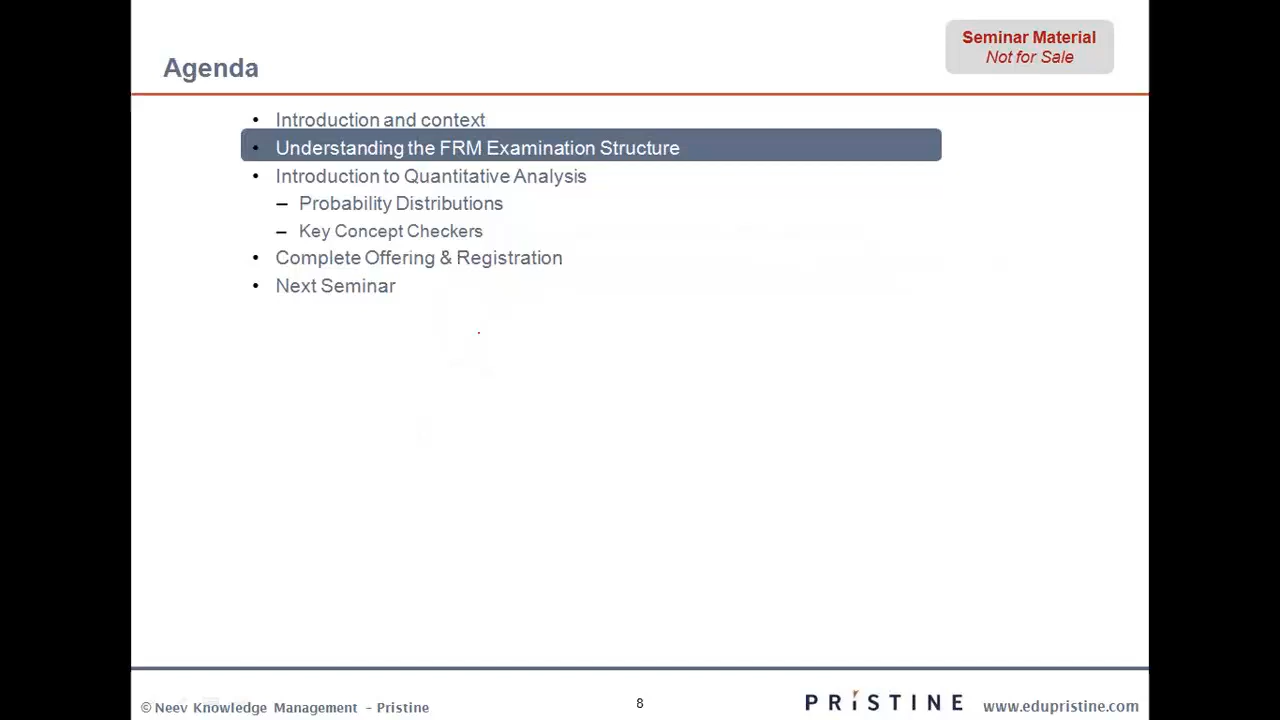 Seminar Material
Not for Sale
Agenda
• Introduction and context
• Understanding the FRM Examination Structure
• Introduction to Quantitative Analysis
– Probability Distributions
– Key Concept Checkers
• Complete Offering & Registration
• Next Seminar
© Neev Knowledge Management – Pristine
8
PRISTINE
www.edupristine.com